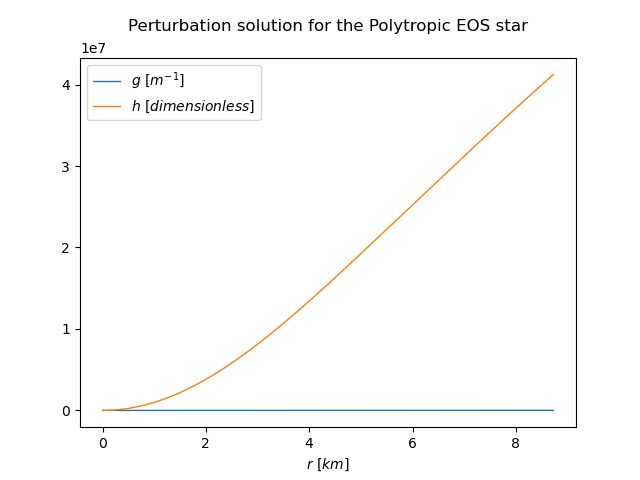 Perturbation solution for the Polytropic EOS star
1e7
g [m⁻¹]
h [dimensionless]
4
3
2
1
0
0 2 4 6 8
r [km]